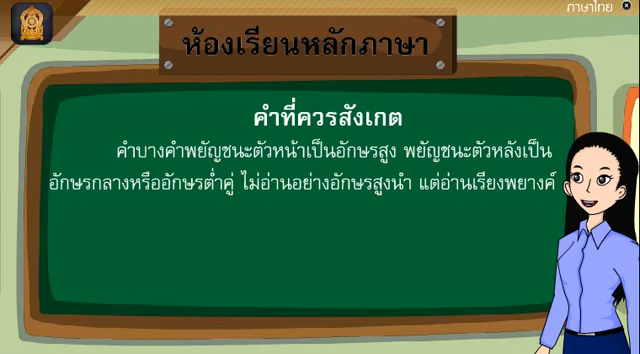 ภาษาไทย
ห้องเรียนหลักภาษา
คำที่ควรสังเกต
คำบางคำพยัญชนะตัวหน้าเป็นอักษรสูง พยัญชนะตัวหลังเป็น
อักษรกลางหรืออักษรต่ำคู่ ไม่อ่านอย่างอักษรสูงนำ แต่อ่านเรียงพยางค์